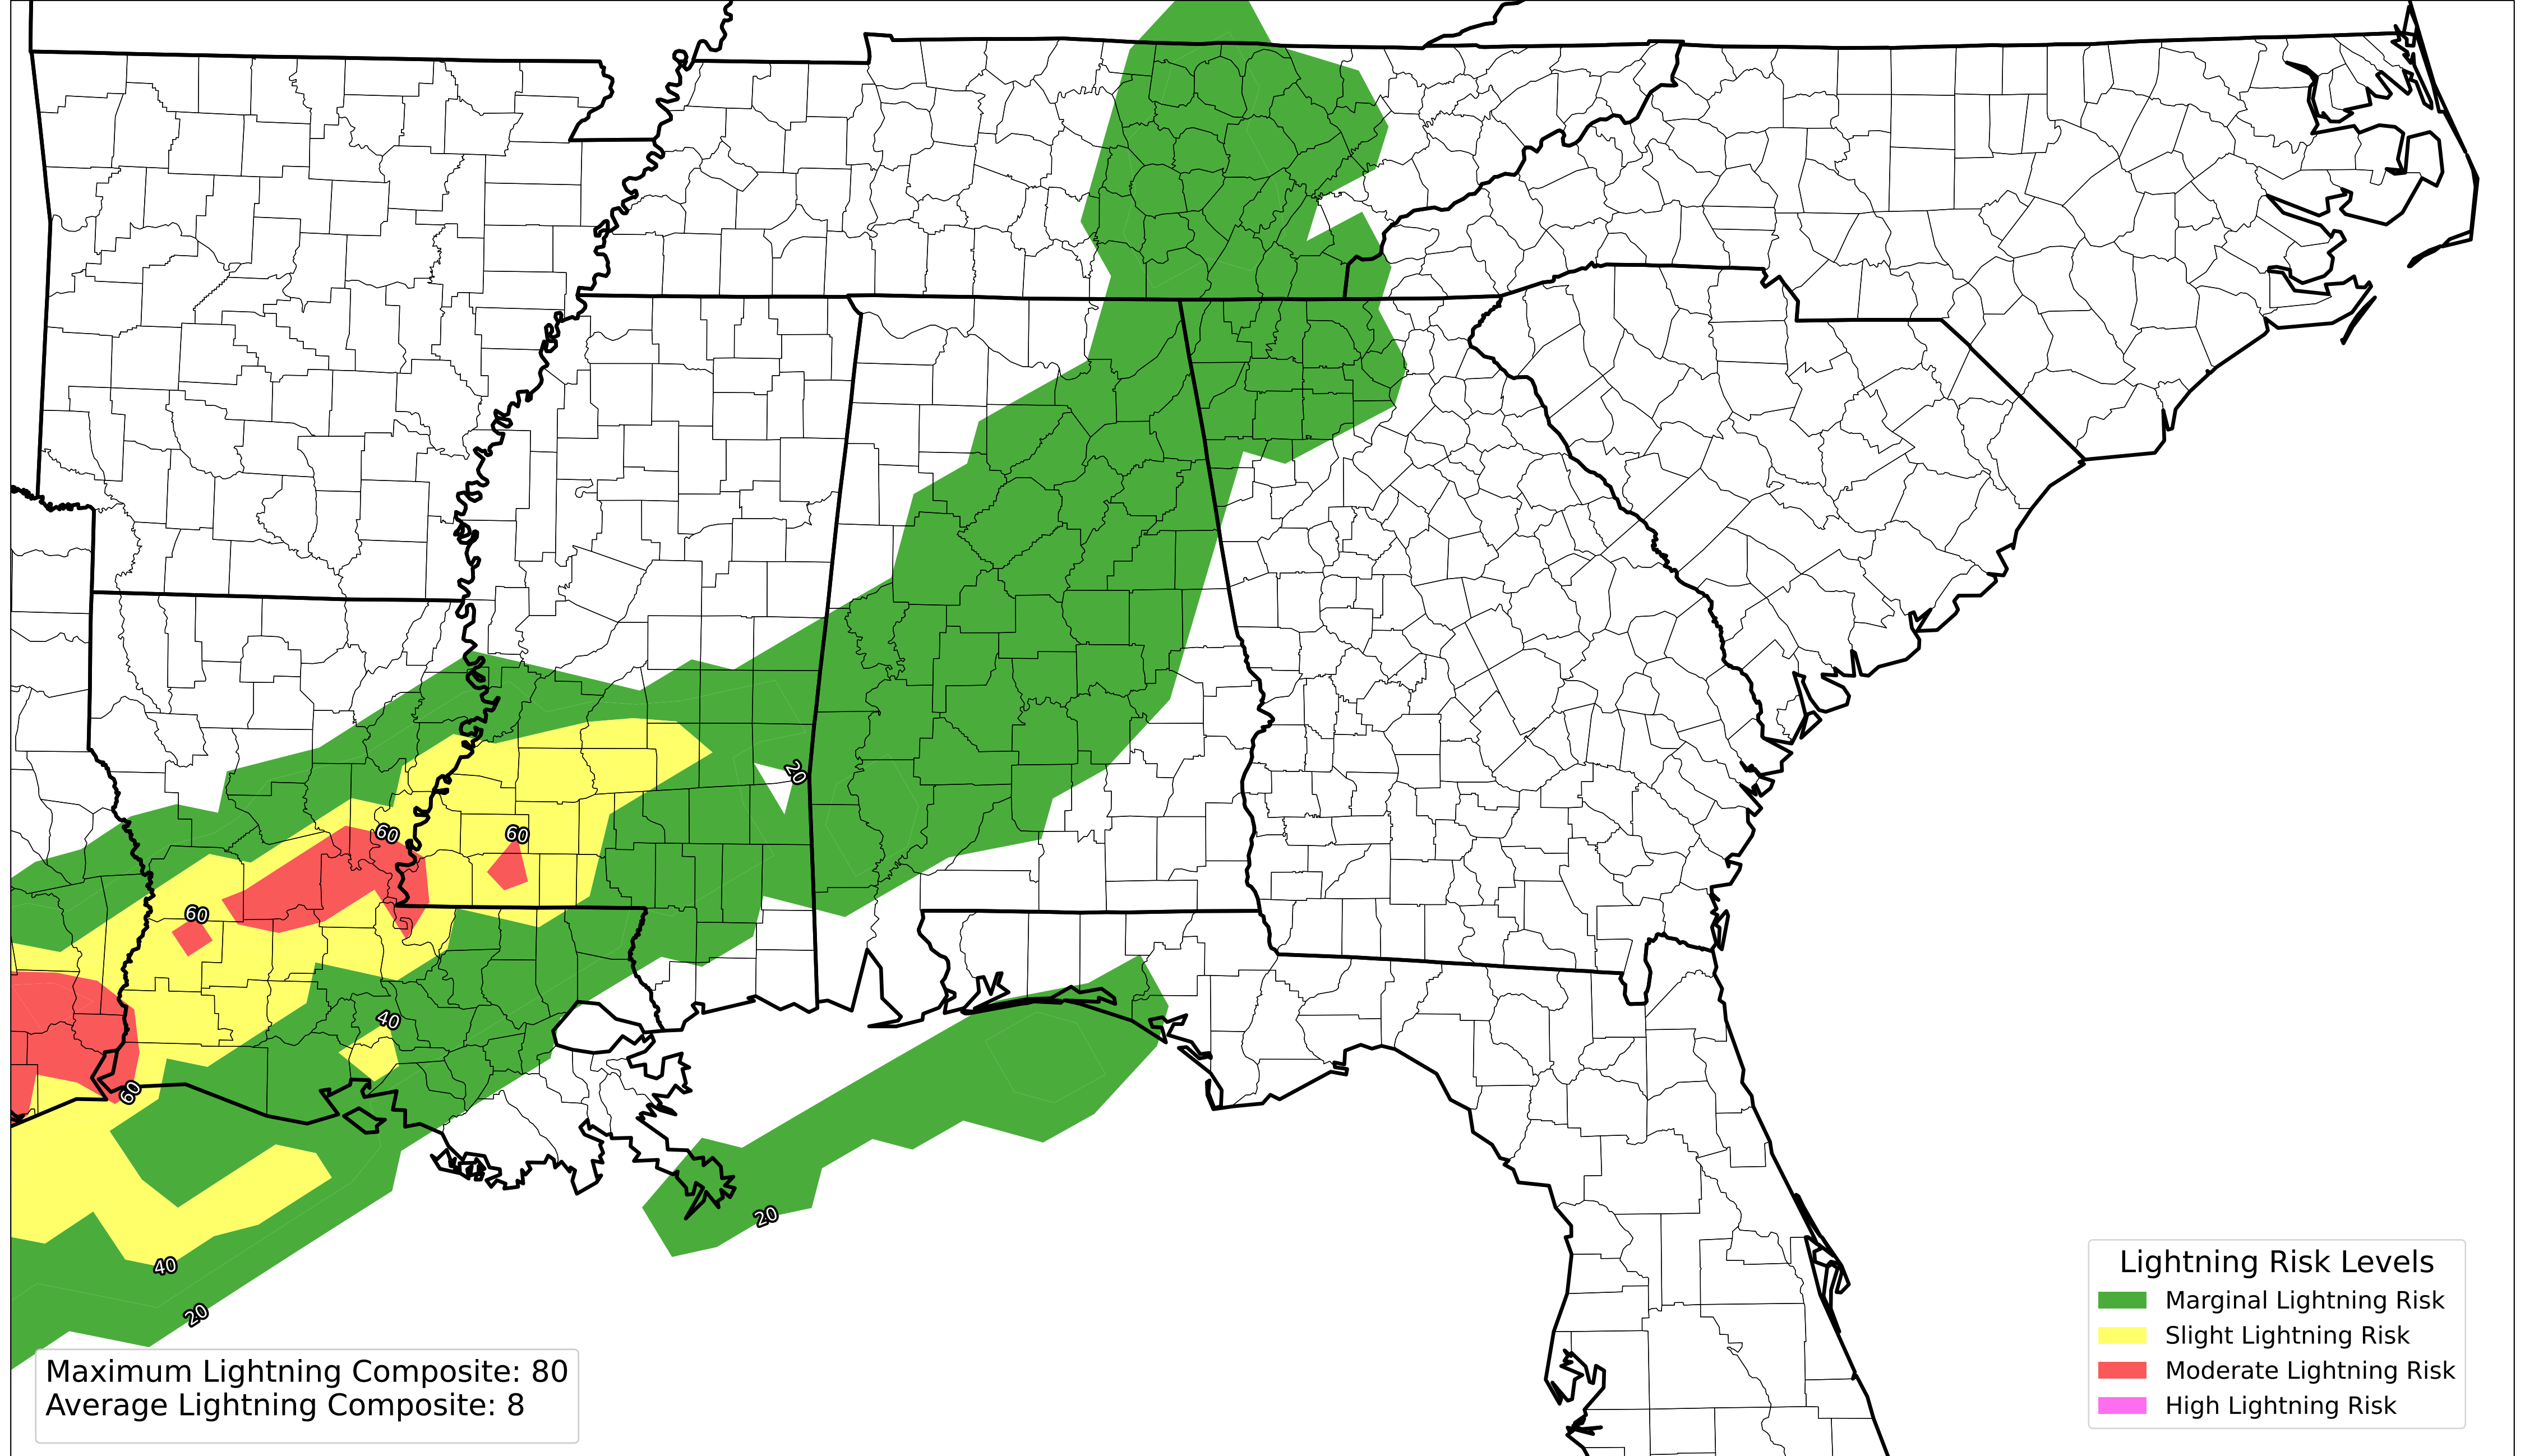 20
60
60
60
40
60
20
40
20
Lightning Risk Levels
Marginal Lightning Risk
Slight Lightning Risk
Moderate Lightning Risk
High Lightning Risk
Maximum Lightning Composite: 80
Average Lightning Composite: 8